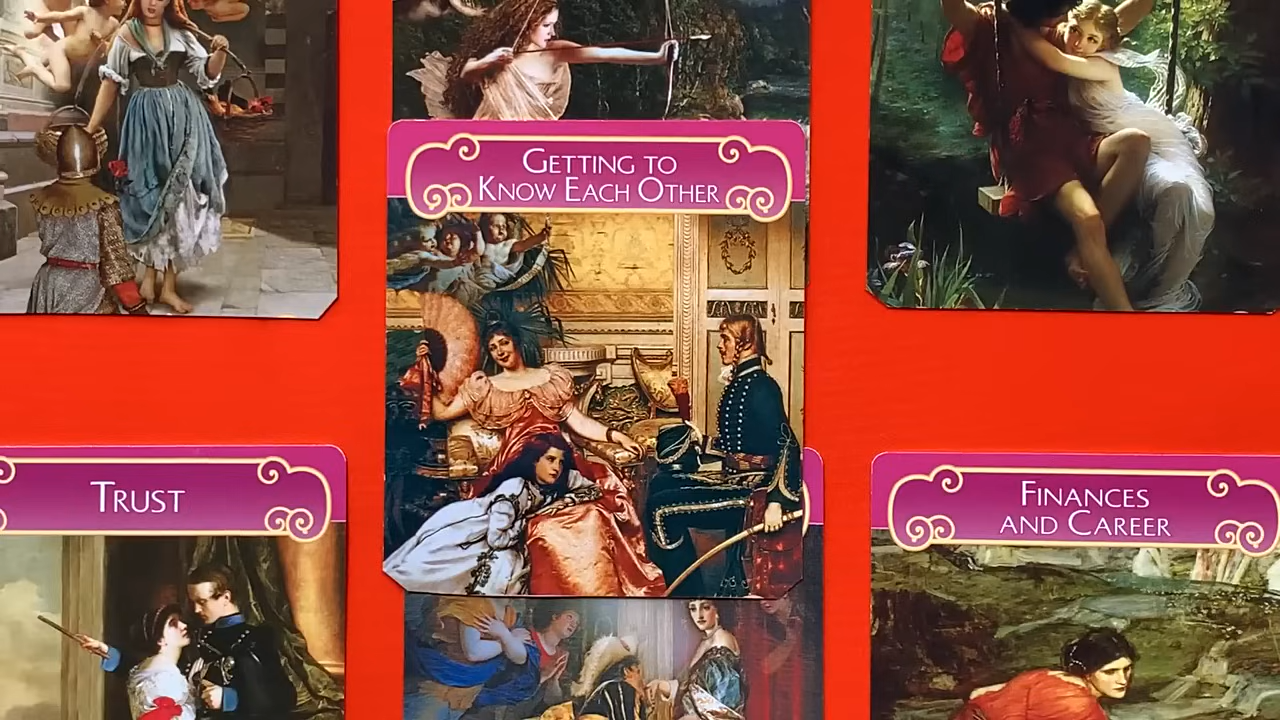 Getting to
Know Each Other
Trust
Finances
and Career